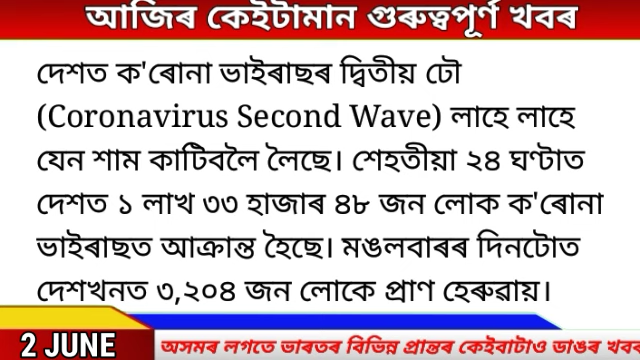 আজিৰ কেইটামান গুৰুত্বপূৰ্ণ খবৰ
দেশত ক'ৰোনা ভাইৰাছৰ দ্বিতীয় ঢৌ
(Coronavirus Second Wave) লাহে লাহে
যেন শাম কাটিবলৈ লৈছে। শেহতীয়া ২৪ ঘণ্টাত
দেশত ১ লাখ ৩৩ হাজাৰ ৪৮ জন লোক ক'ৰোনা
ভাইৰাছত আক্ৰান্ত হৈছে। মঙলবাৰৰ দিনটোত
দেশখনত ৩,২০৪ জন লোকে প্ৰাণ হেৰুৱায়।
2 JUNE
অসমৰ লগতে ভাৰতৰ বিভিন্ন প্ৰান্তৰ কেইবাটাও ডাঙৰ